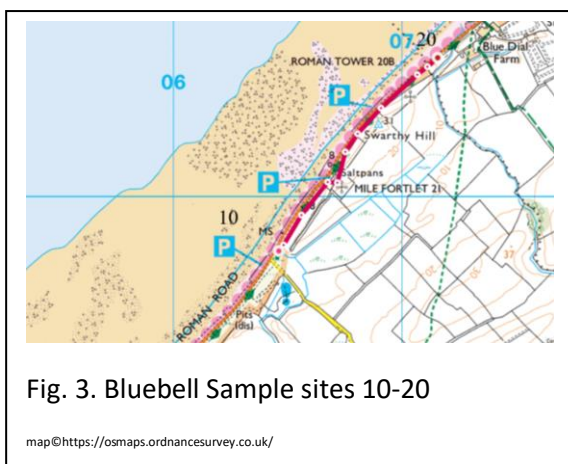 07 20
ROMAN TOWER 20B
Blue Dial
Farm
06
P
31
Swarthy Hill
8
Saltpans
P
MILE FORTLET 21
10
P
MS
37
ROMAN ROAD
Pits
(dis)
Fig. 3. Bluebell Sample sites 10-20
map©https://osmaps.ordnancesurvey.co.uk/